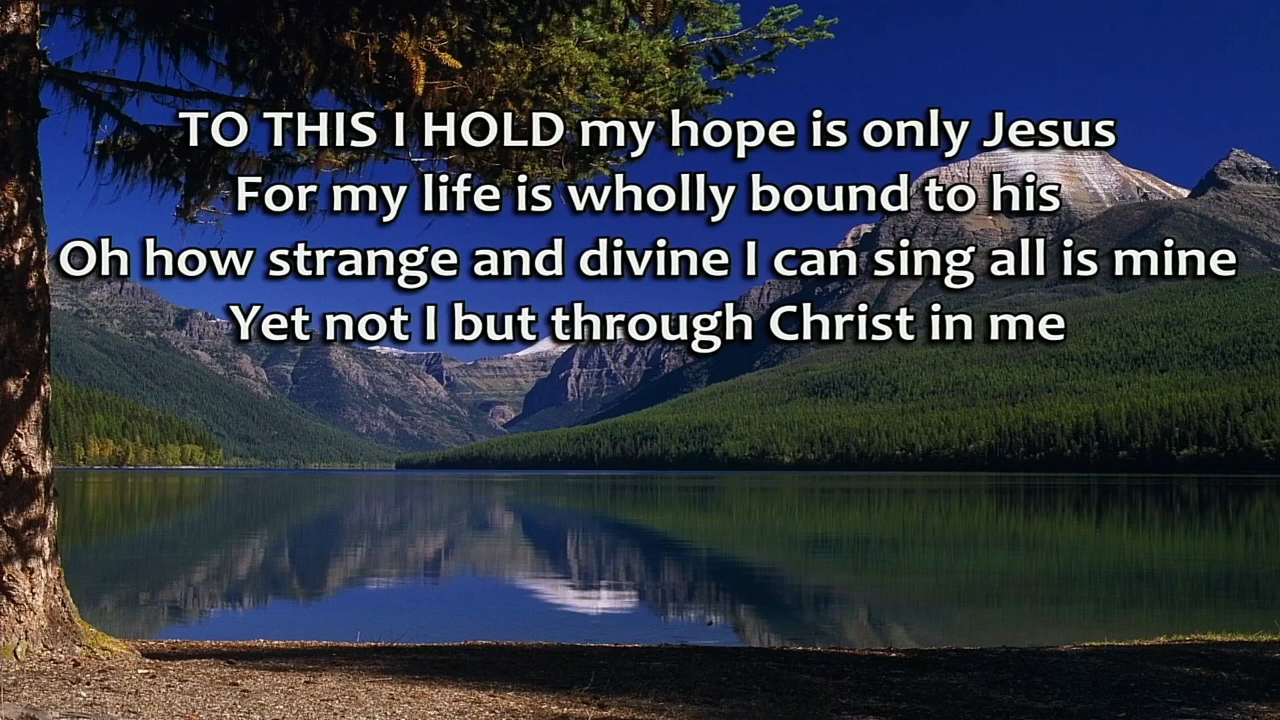 TO THIS I HOLD my hope is only Jesus
For my life is wholly bound to his
Oh how strange and divine I can sing all is mine
Yet not I but through Christ in me